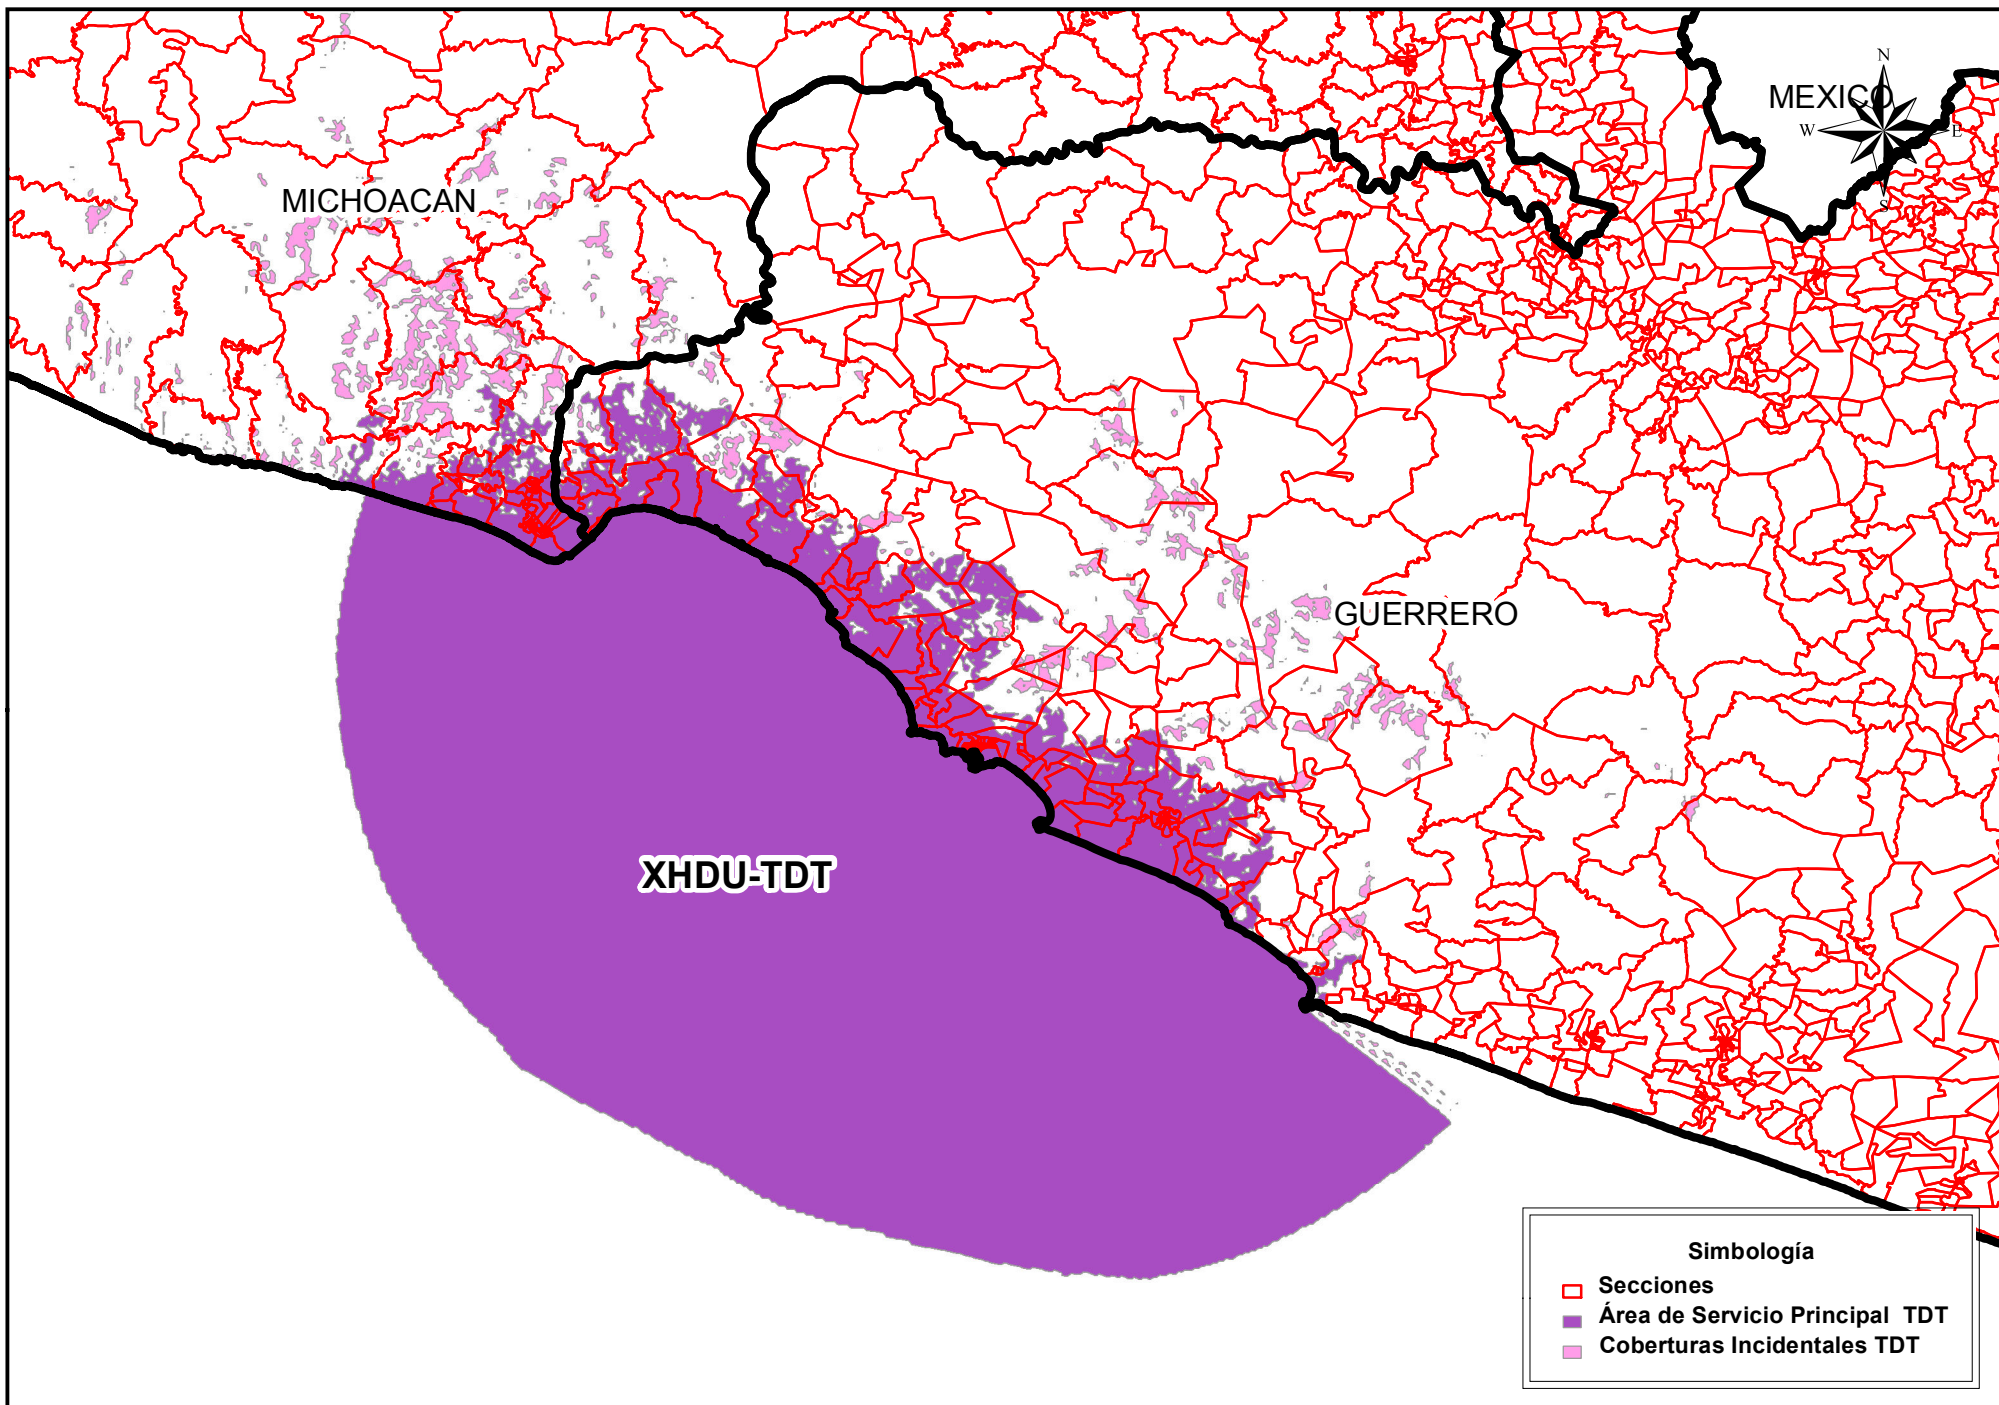 N
MEXICO
W
E
S
MICHOACAN
GUERRERO
XHDU-TDT
Simbología
Secciones
Área de Servicio Principal TDT
Coberturas Incidentales TDT